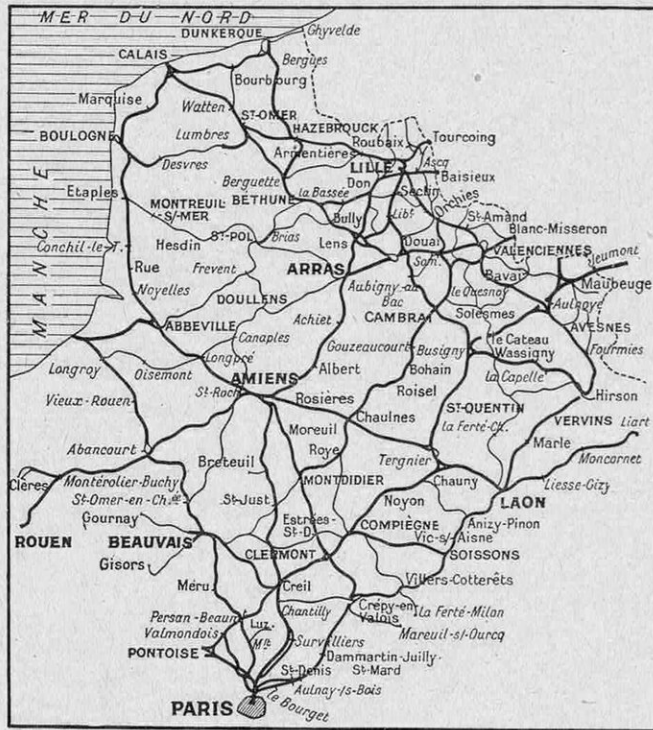 MER DU NORD
DUNKERQUE
Ghyvelde
CALAIS
Bergues
Bourbourg
Marquise
Watten
ST-OMER
BOULOGNE
Lumbres
HAZEBROUCK
Roubaix
Tourcoing
Desvres
Armentières
LILLE
Ascq
Baisieux
Berguette
Don
Seclin
Etaples
MONTREUIL
S/-MER
BETHUNE
la Bassée
Orchies
St-Amand
Blanc-Misseron
MANCHE
Conchil-le-T.
Hesdin
ST-POL
Brias
Bully
Lens
Libt
Douai
VALENCIENNES
Jeumont
Rue
Frevent
ARRAS
Som.
Bavay
Maubeuge
Noyelles
DOULLENS
Aubigny-au
Bac
le Quesnoy
Aulnoye
ABBEVILLE
Achiet
CAMBRAI
Solesmes
AVESNES
Canaples
Gouzeaucourt
Busigny
le Cateau
Wassigny
Fourmies
Longroy
Oisemont
Longpré
AMIENS
Albert
Bohain
la Capelle
St-Roch
Rosières
Roisel
ST-QUENTIN
Hirson
Vieux-Rouen
Moreuil
Chaulnes
la Ferté-Ch.
VERVINS
Liart
Abancourt
Roye
Marle
Breteuil
MONTDIDIER
Tergnier
Moncornet
Clères
Montérolier-Buchy
Chauny
Liesse-Gizy
St-Omer-en-Ch.ée
St-Just
Noyon
LAON
Gournay
Estrées-
St-D.
COMPIÈGNE
Anizy-Pinon
ROUEN
BEAUVAIS
Vic-s/-Aisne
Gisors
CLERMONT
SOISSONS
Méru
Creil
Villers-Cotterêts
Chantilly
Crépy-en
Valois
la Ferté-Milon
Persan-Beaumt
Luz.
Mareuil-s/-Ourcq
Valmondois
Mlt
Survilliers
PONTOISE
Dammartin-Juilly
St-Denis
St-Mard
Aulnay-/s-Bois
le Bourget
PARIS